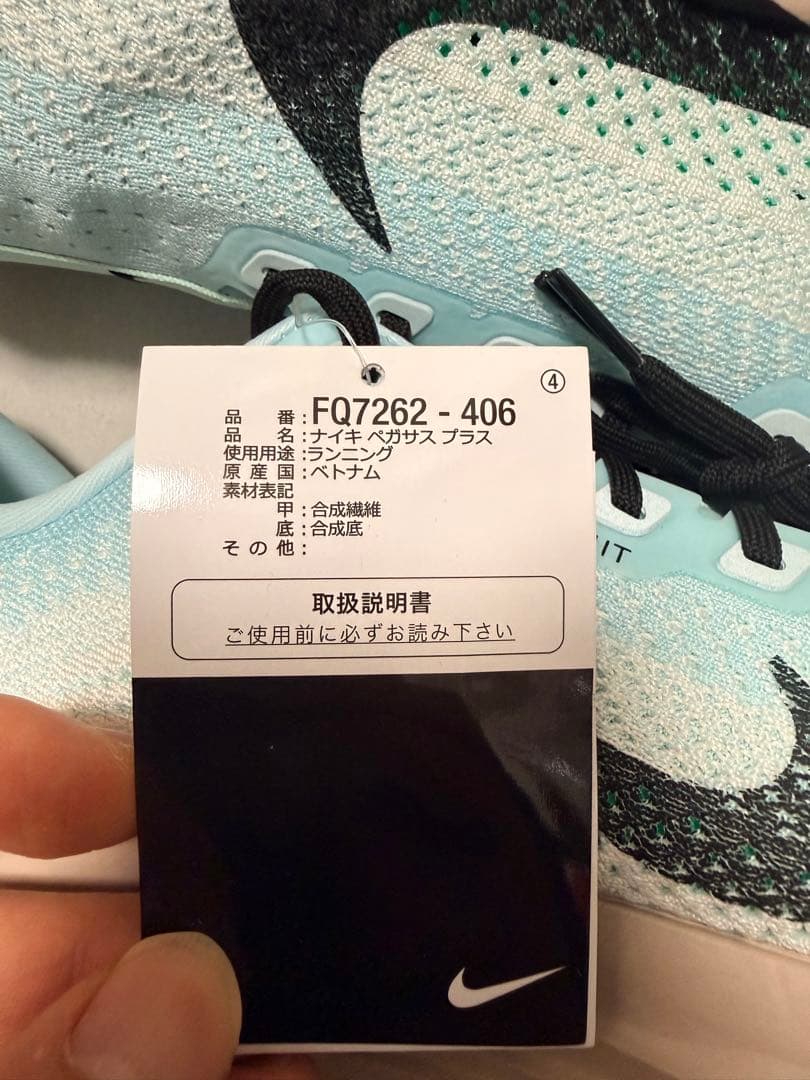 ④
品 番:FQ7262 - 406
品 名:ナイキ ペガサス プラス
使用用途:ランニング
原 産 国:ベトナム
素材表記
甲:合成繊維
底:合成底
そ の 他:
取扱説明書
ご使用前に必ずお読み下さい
IT